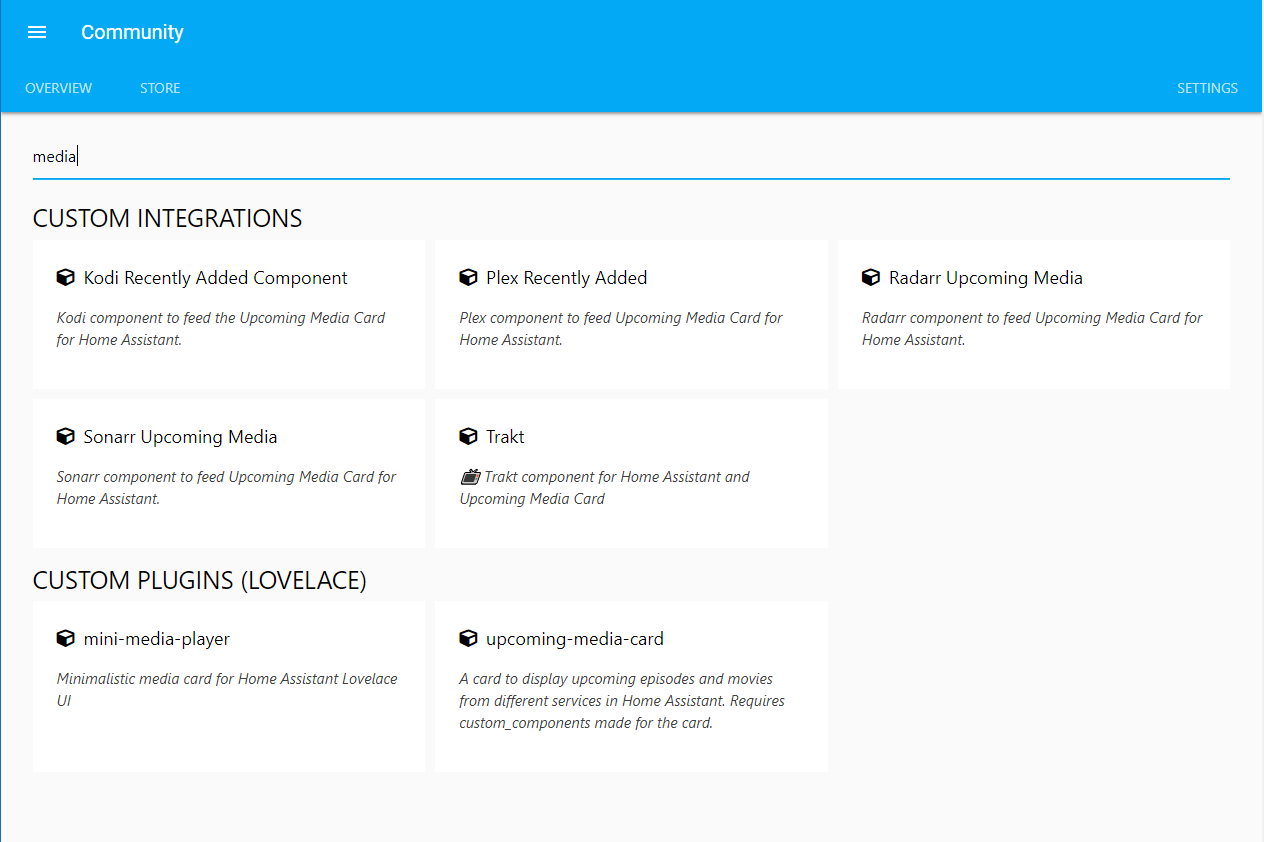 Community
OVERVIEW
STORE
SETTINGS
media
CUSTOM INTEGRATIONS
Kodi Recently Added Component
Kodi component to feed the Upcoming Media Card
for Home Assistant.
Plex Recently Added
Plex component to feed Upcoming Media Card for
Home Assistant.
Radarr Upcoming Media
Radarr component to feed Upcoming Media Card for
Home Assistant.
Sonarr Upcoming Media
Sonarr component to feed Upcoming Media Card for
Home Assistant.
Trakt
📺 Trakt component for Home Assistant and
Upcoming Media Card
CUSTOM PLUGINS (LOVELACE)
mini-media-player
Minimalistic media card for Home Assistant Lovelace
UI
upcoming-media-card
A card to display upcoming episodes and movies
from different services in Home Assistant. Requires
custom_components made for the card.